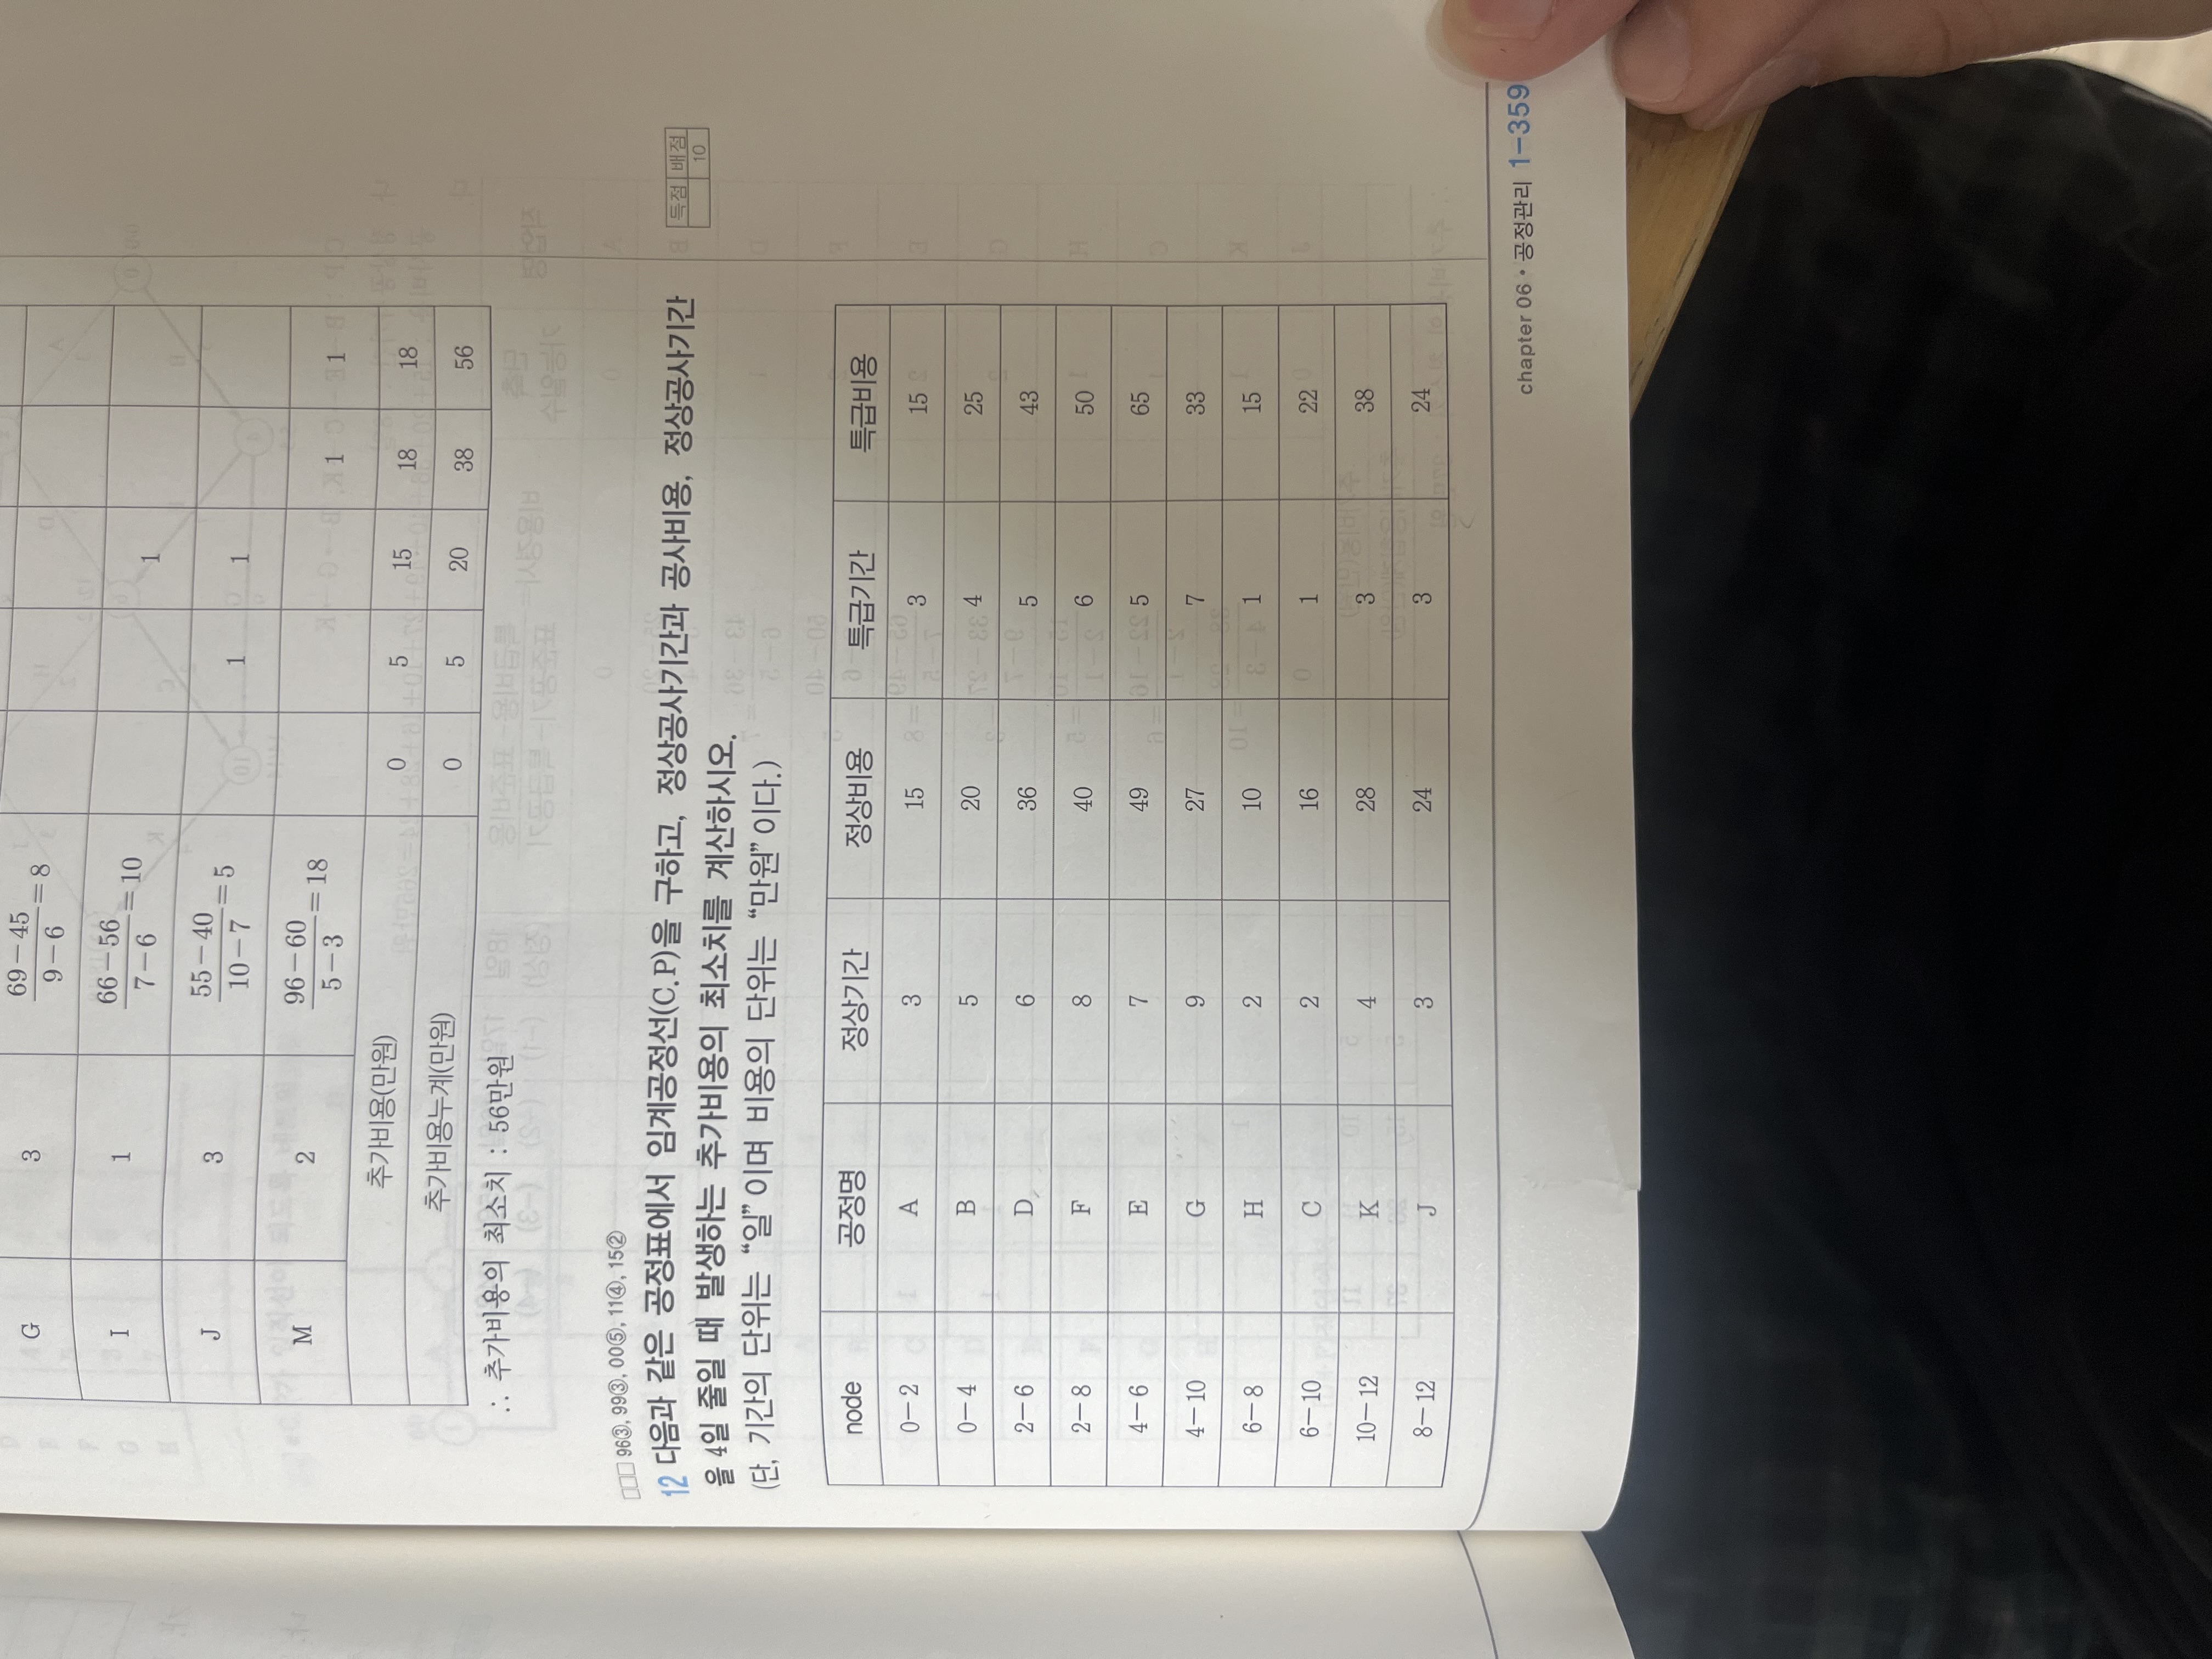 G 3 69-45/9-6=8
I 1 66-56/7-6=10 1
J 3 55-40/10-7=5 1 1
M 2 96-60/5-3=18 1 1
추가비용(만원) 0 5 15 18 18
추가비용누계(만원) 0 5 20 38 56
∴ 추가비용의 최소치 : 56만원
□□□ 96③, 99③, 00⑤, 11④, 15②
12 다음과 같은 공정표에서 임계공정선(C.P)을 구하고, 정상공사기간과 공사비용, 정상공사기간
을 4일 줄일 때 발생하는 추가비용의 최소치를 계산하시오.
(단, 기간의 단위는 “일”이며 비용의 단위는 “만원”이다.)
득점 배점
10
node 공정명 정상기간 정상비용 특급기간 특급비용
0-2 A 3 15 3 15
0-4 B 5 20 4 25
2-6 D 6 36 5 43
2-8 F 8 40 6 50
4-6 E 7 49 5 65
4-10 G 9 27 7 33
6-8 H 2 10 1 15
6-10 C 2 16 1 22
10-12 K 4 28 3 38
8-12 J 3 24 3 24
chapter 06 · 공정관리 1-359